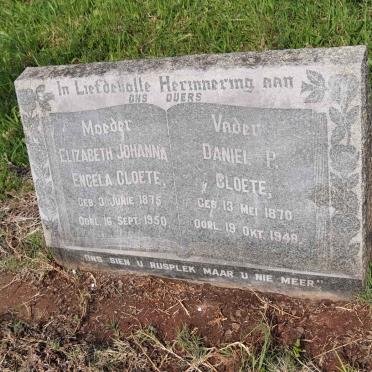 In Liefdevolle Herinnering aan
ONS OUERS
Moeder
ELIZABETH JOHANNA
ENGELA CLOETE,
GEB. 3 JUNIE 1875
OORL. 16 SEPT. 1950
Vader
DANIEL P.
CLOETE,
GEB. 13 MEI 1870
OORL. 19 OKT. 1948
"ONS SIEN U RUSPLEK MAAR U NIE MEER"